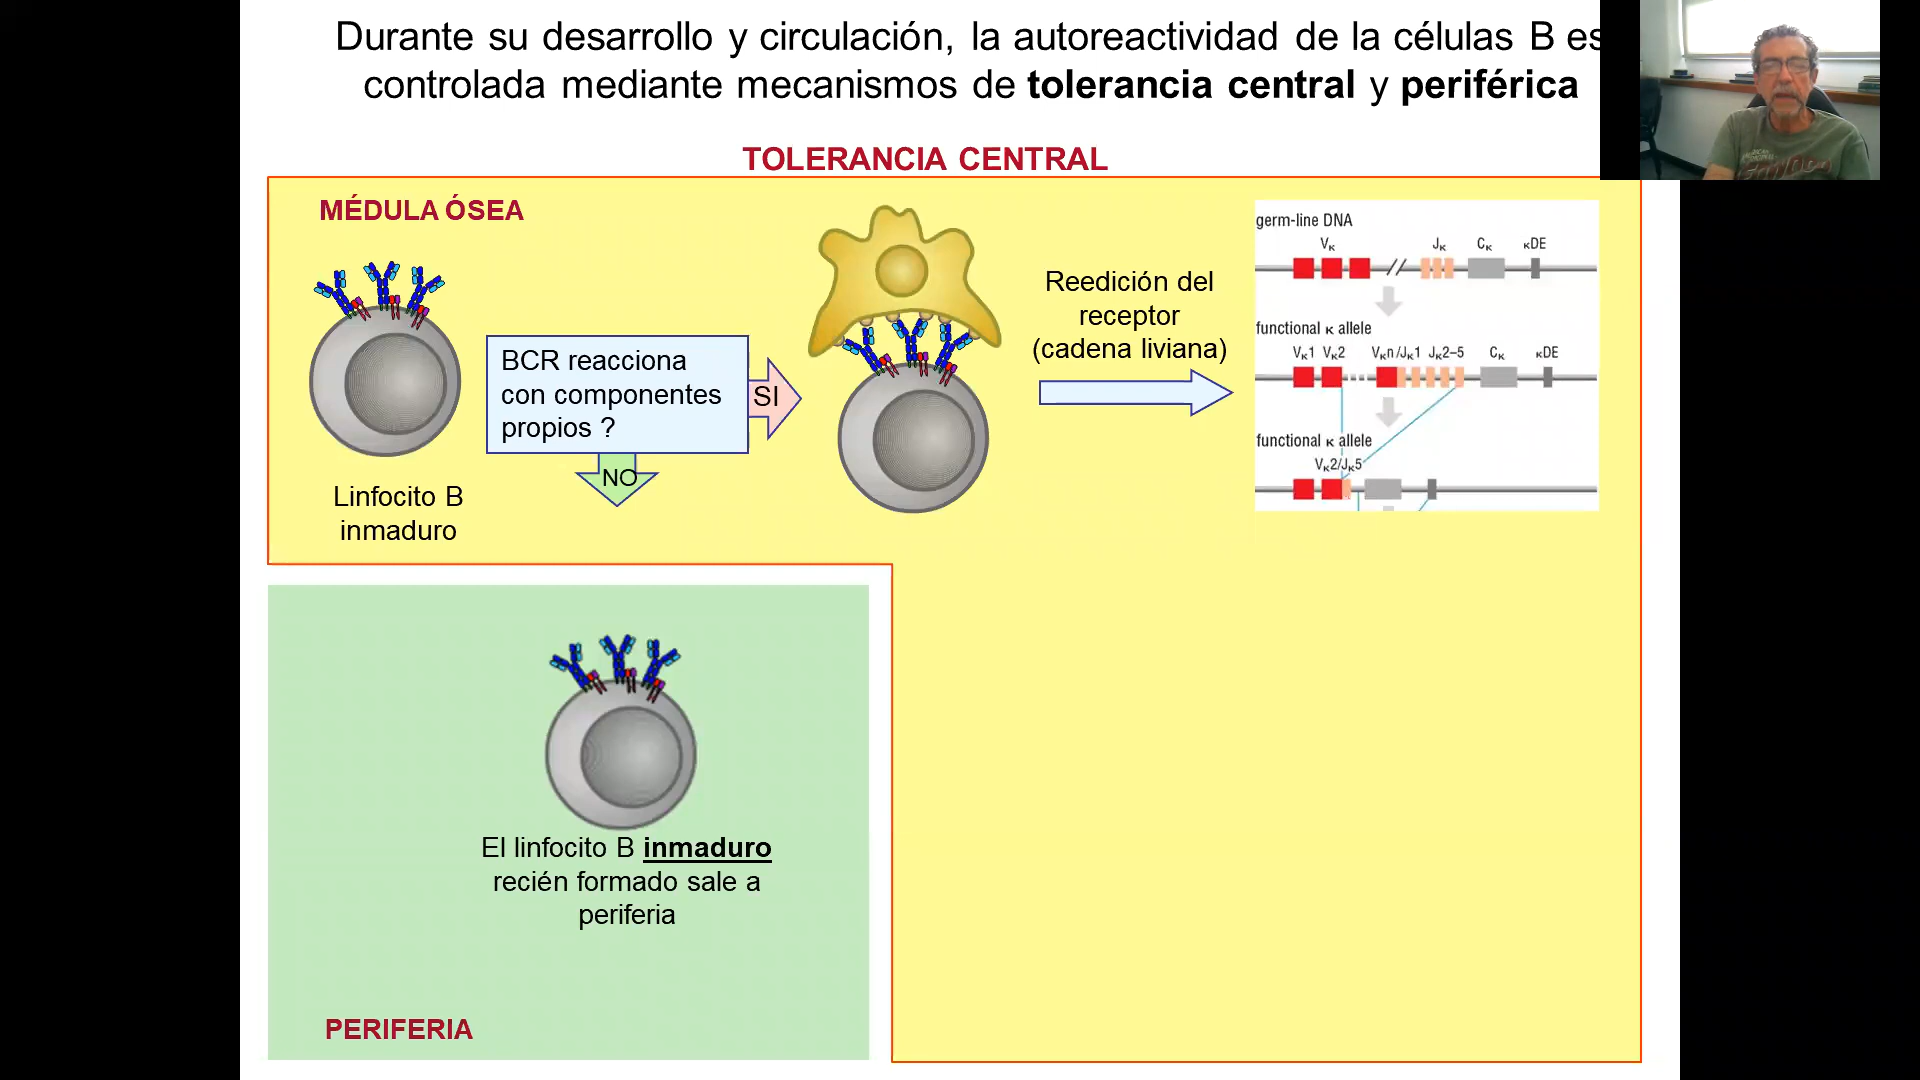 Durante su desarrollo y circulación, la autoreactividad de la células B es
controlada mediante mecanismos de tolerancia central y periférica
TOLERANCIA CENTRAL
MÉDULA ÓSEA
BCR reacciona
con componentes
propios ?
SI
NO
Linfocito B
inmaduro
Reedición del
receptor
(cadena liviana)
germ-line DNA
Vκ Jκ Cκ κDE
functional κ allele
Vκ1 Vκ2 Vκn/Jκ1 Jκ2–5 Cκ κDE
functional κ allele
Vκ2/Jκ5
El linfocito B inmaduro
recién formado sale a
periferia
PERIFERIA